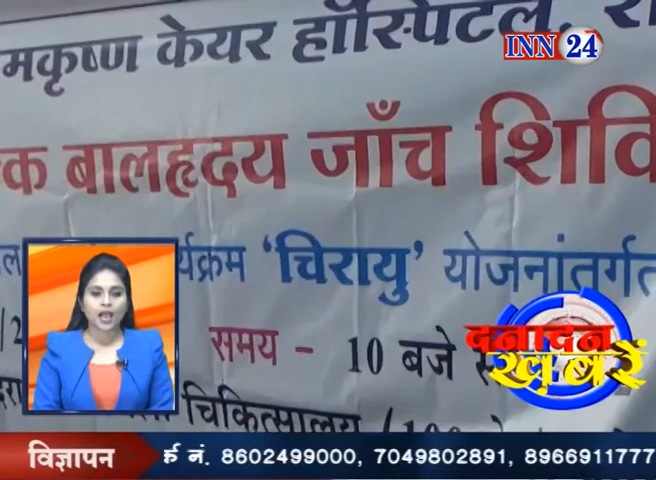 मकृष्ण केयर हॉस्पिटल, रा
INN 24
बालहृदय जाँच शिवि
र्यक्रम 'चिरायु' योजनांतर्गत
समय - 10 बजे
दनादन
ख़बरें
चिकित्सालय
विज्ञापन
ई नं. 8602499000, 7049802891, 8966911777